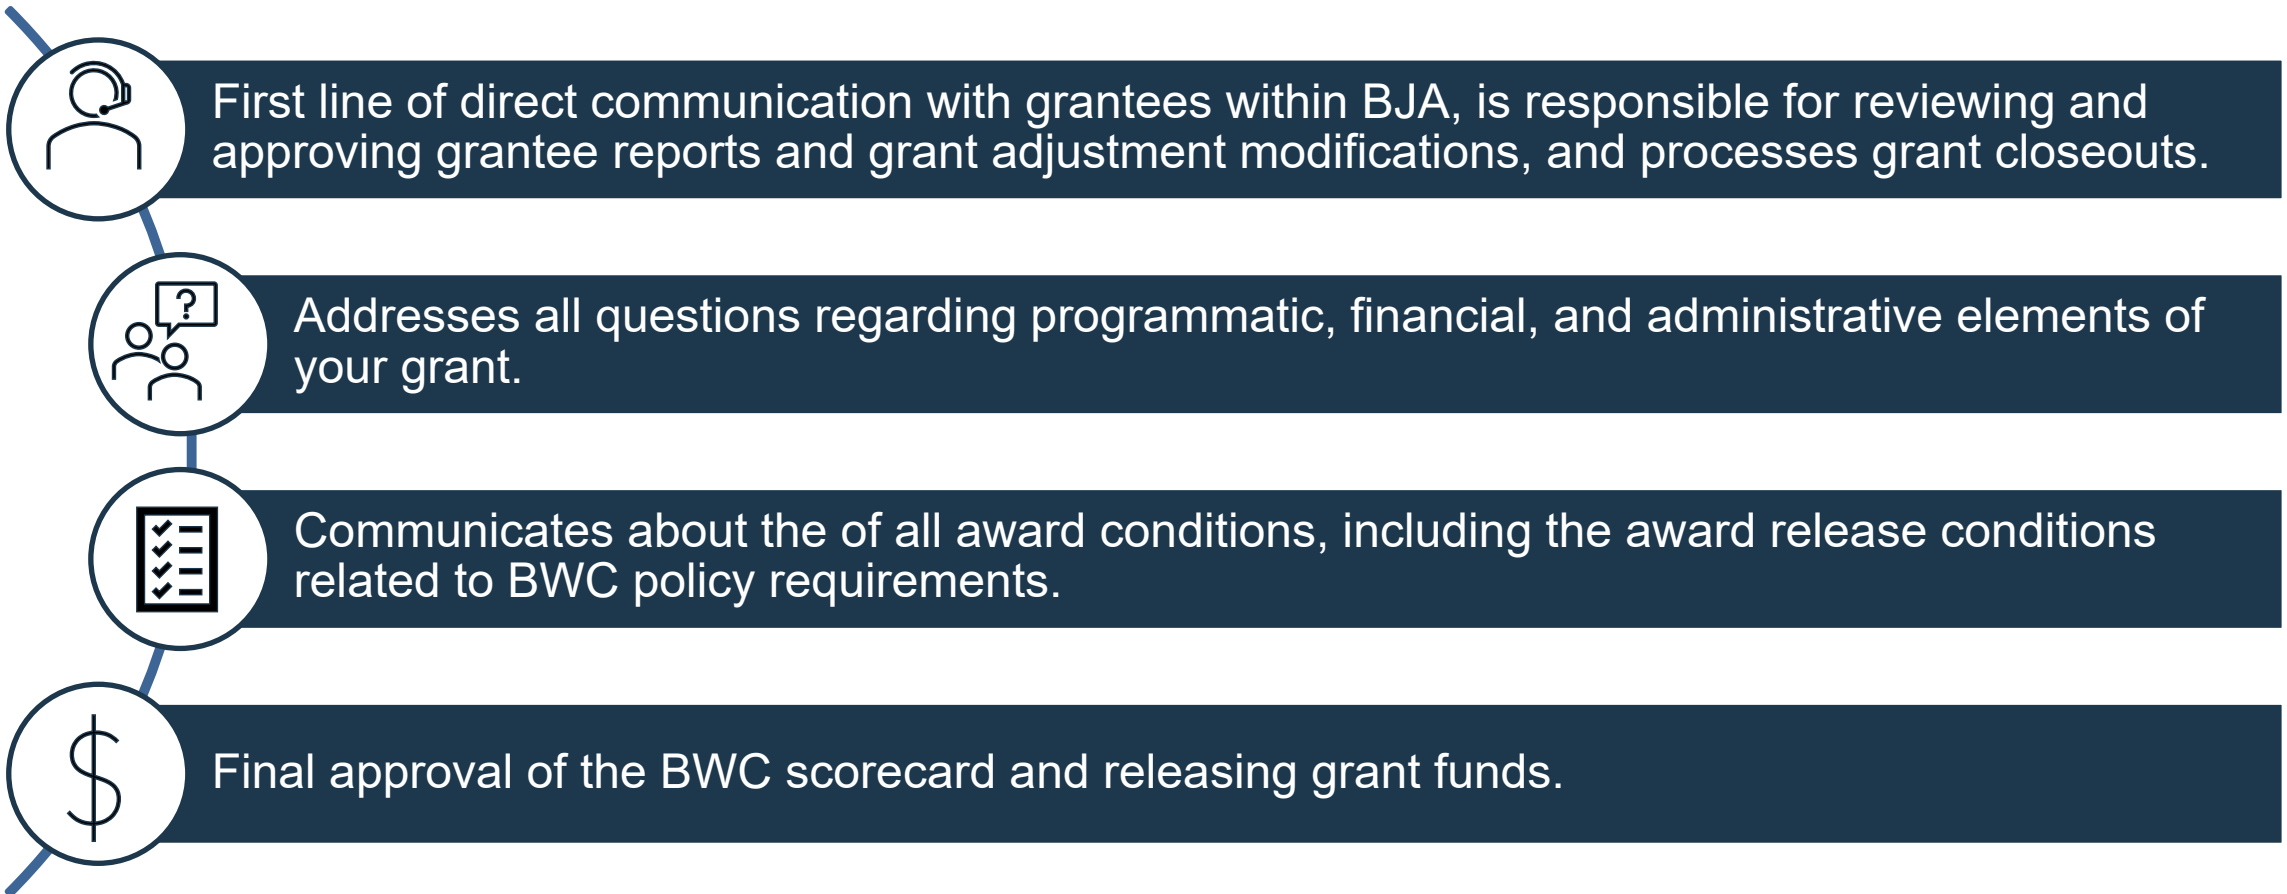 First line of direct communication with grantees within BJA, is responsible for reviewing and
approving grantee reports and grant adjustment modifications, and processes grant closeouts.
?
Addresses all questions regarding programmatic, financial, and administrative elements of
your grant.
Communicates about the of all award conditions, including the award release conditions
related to BWC policy requirements.
$
Final approval of the BWC scorecard and releasing grant funds.